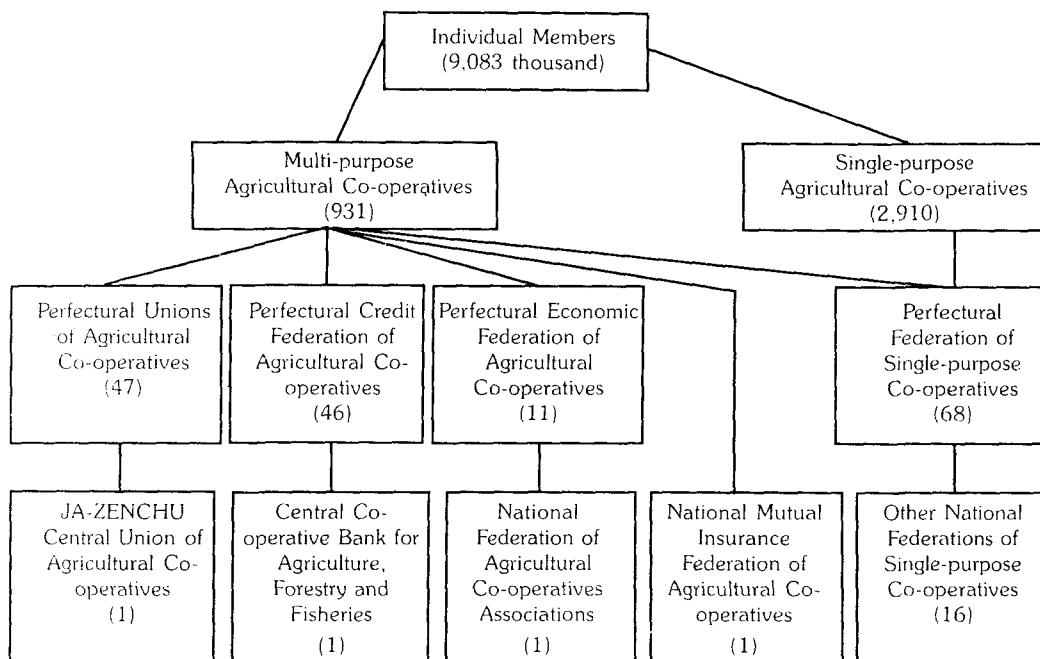 Individual Members
(9,083 thousand)
Multi-purpose
Agricultural Co-operatives
(931)
Single-purpose
Agricultural Co-operatives
(2,910)
Perfectural Unions
of Agricultural
Co-operatives
(47)
Perfectural Credit
Federation of
Agricultural Co-
operatives
(46)
Perfectural Economic
Federation of
Agricultural
Co-operatives
(11)
Perfectural
Federation of
Single-purpose
Co-operatives
(68)
JA-ZENCHU
Central Union of
Agricultural Co-
operatives
(1)
Central Co-
operative Bank for
Agriculture,
Forestry and
Fisheries
(1)
National
Federation of
Agricultural
Co-operatives
Associations
(1)
National Mutual
Insurance
Federation of
Agricultural Co-
operatives
(1)
Other National
Federations of
Single-purpose
Co-operatives
(16)